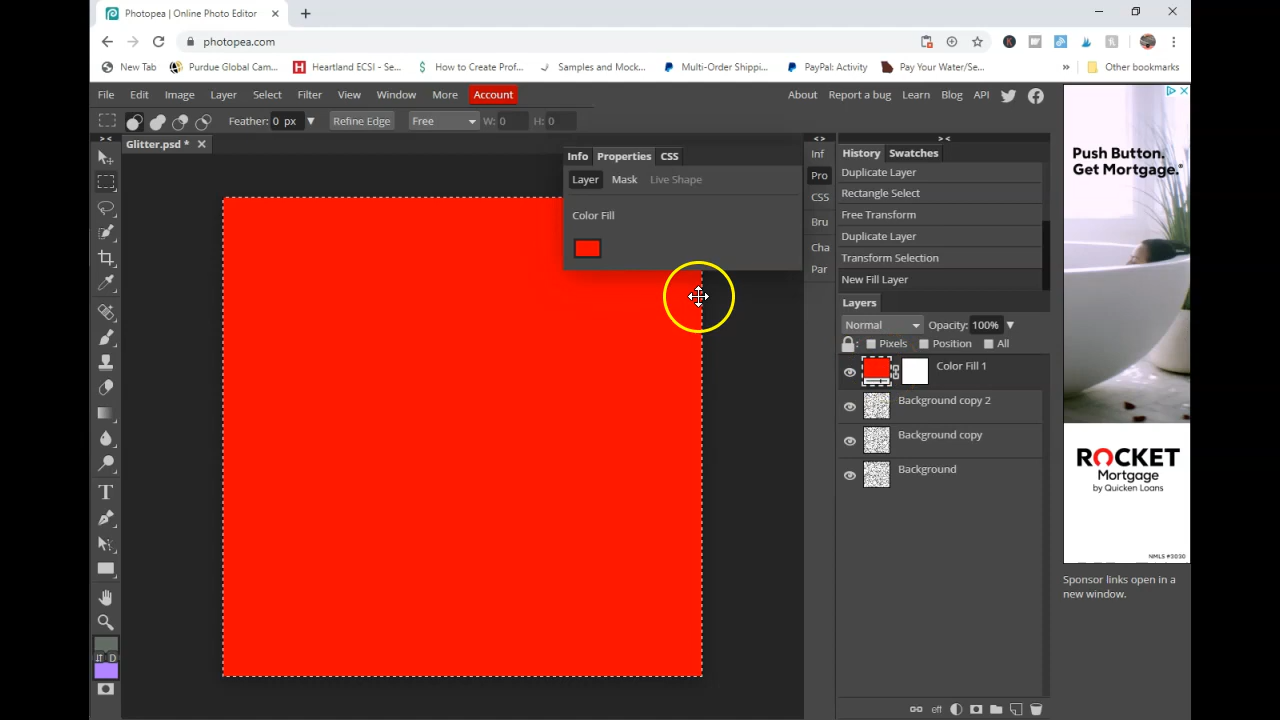 Photopea | Online Photo Editor
photopea.com
New Tab Purdue Global Cam... Heartland ECSI - Se... How to Create Prof... Samples and Mock... Multi-Order Shippi... PayPal: Activity Pay Your Water/Se... » Other bookmarks
File Edit Image Layer Select Filter View Window More Account About Report a bug Learn Blog API
Feather: 0 px Refine Edge Free W: 0 H: 0
Glitter.psd *
Info Properties CSS
Layer Mask Live Shape
Color Fill
Inf
Pro
CSS
Bru
Cha
Par
History Swatches
Duplicate Layer
Rectangle Select
Free Transform
Duplicate Layer
Transform Selection
New Fill Layer
Layers
Normal Opacity: 100%
: Pixels Position All
Color Fill 1
Background copy 2
Background copy
Background
eff
T
D
Push Button.
Get Mortgage.®
ROCKET
Mortgage
by Quicken Loans
NMLS #3030
Sponsor links open in a
new window.